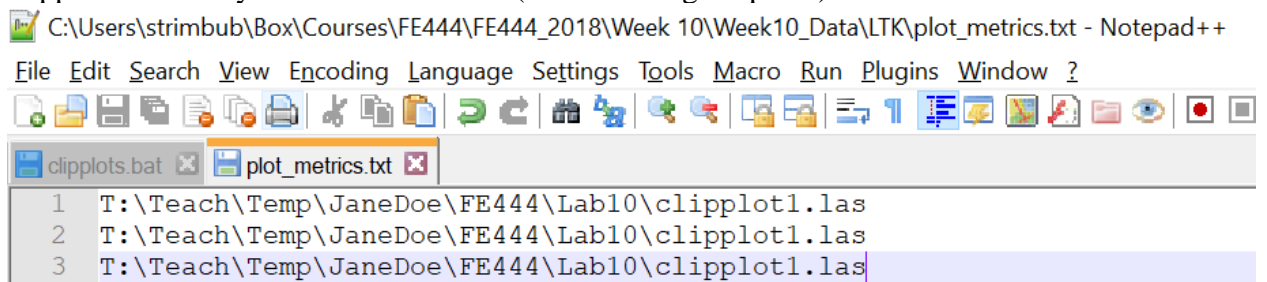 C:\Users\strimbub\Box\Courses\FE444\FE444_2018\Week 10\Week10_Data\LTK\plot_metrics.txt - Notepad++
File Edit Search View Encoding Language Settings Tools Macro Run Plugins Window ?
clipplots.bat plot_metrics.txt
1 T:\Teach\Temp\JaneDoe\FE444\Lab10\clipplot1.las
2 T:\Teach\Temp\JaneDoe\FE444\Lab10\clipplot1.las
3 T:\Teach\Temp\JaneDoe\FE444\Lab10\clipplot1.las